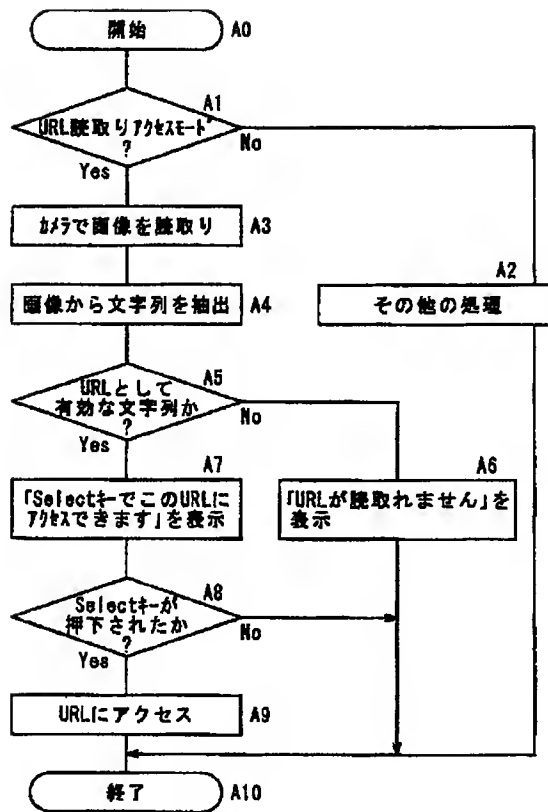 開始 A0
A1
URL読取りアクセスモード
?
No
Yes
カメラで画像を読取り A3
A2
画像から文字列を抽出 A4
その他の処理
A5
URLとして
有効な文字列か
?
No
Yes
A7
A6
「Selectキーでこのurlに
アクセスできます」を表示
「URLが読取れません」を
表示
A8
Selectキーが
押下されたか
?
No
Yes
URLにアクセス A9
終了 A10